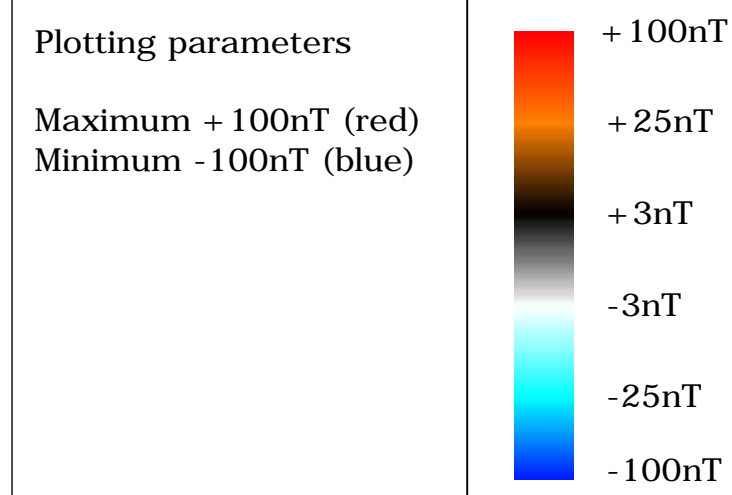 Plotting parameters
Maximum +100nT (red)
Minimum -100nT (blue)
+100nT
+25nT
+3nT
-3nT
-25nT
-100nT